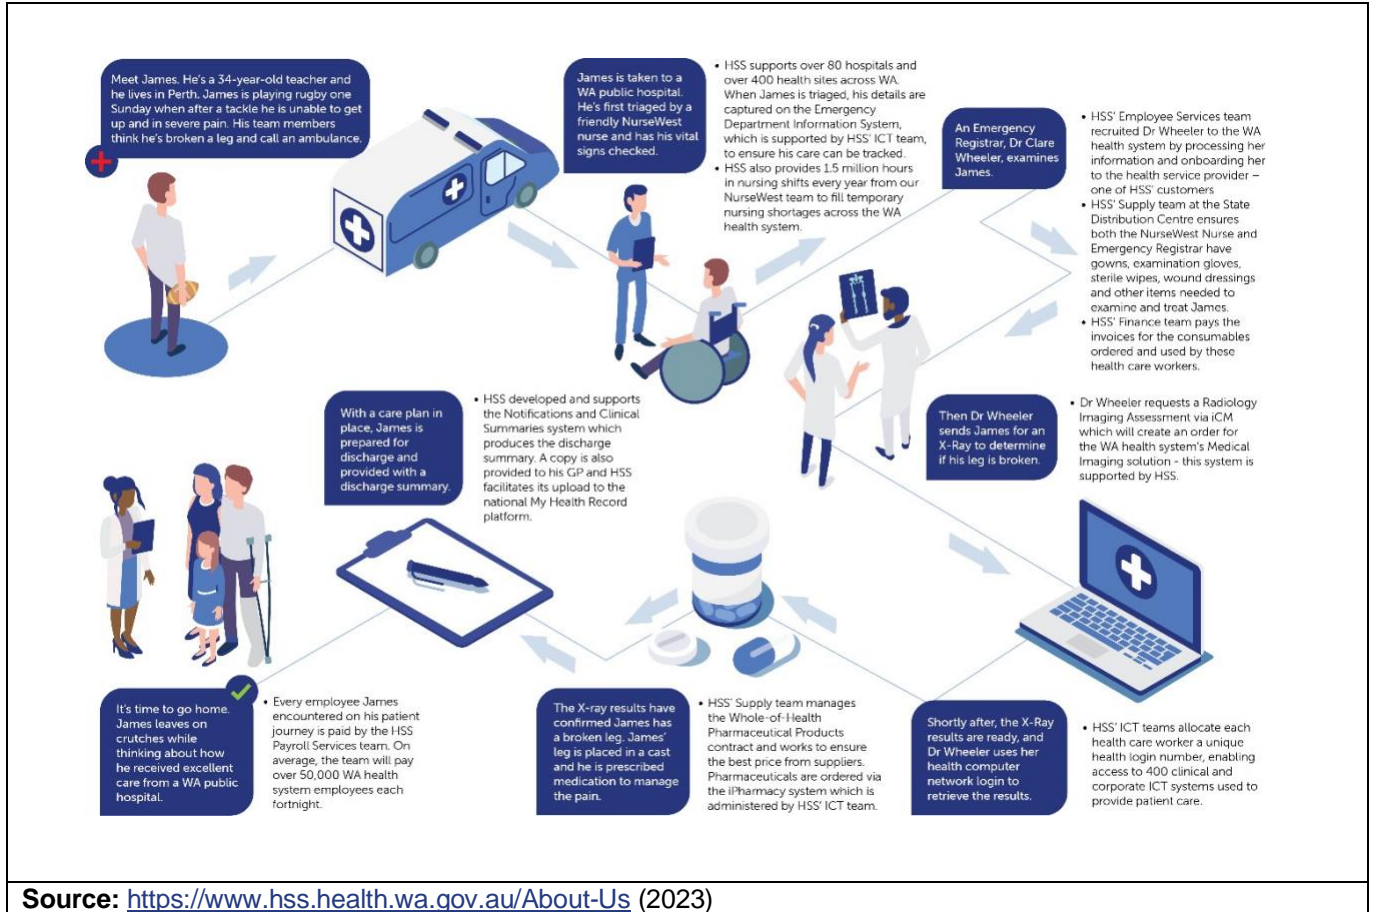 Meet James. He's a 34-year-old teacher and
he lives in Perth. James is playing rugby one
Sunday when after a tackle he is unable to get
up and in severe pain. His team members
think he's broken a leg and call an ambulance.
James is taken to a
WA public hospital.
He's first triaged by a
friendly NurseWest
nurse and has his vital
signs checked.
• HSS supports over 80 hospitals and
over 400 health sites across WA.
When James is triaged, his details are
captured on the Emergency
Department Information System,
which is supported by HSS' ICT team,
to ensure his care can be tracked.
• HSS also provides 1.5 million hours
in nursing shifts every year from our
NurseWest team to fill temporary
nursing shortages across the WA
health system.
An Emergency
Registrar, Dr Clare
Wheeler, examines
James.
• HSS' Employee Services team
recruited Dr Wheeler to the WA
health system by processing her
information and onboarding her
to the health service provider –
one of HSS' customers
• HSS' Supply team at the State
Distribution Centre ensures
both the NurseWest Nurse and
Emergency Registrar have
gowns, examination gloves,
sterile wipes, wound dressings
and other items needed to
examine and treat James.
• HSS' Finance team pays the
invoices for the consumables
ordered and used by these
health care workers.
Then Dr Wheeler
sends James for an
X-Ray to determine
if his leg is broken.
• Dr Wheeler requests a Radiology
Imaging Assessment via iCM
which will create an order for
the WA health system's Medical
Imaging solution - this system is
supported by HSS.
Shortly after, the X-Ray
results are ready, and
Dr Wheeler uses her
health computer
network login to
retrieve the results.
• HSS' ICT teams allocate each
health care worker a unique
health login number, enabling
access to 400 clinical and
corporate ICT systems used to
provide patient care.
The X-ray results have
confirmed James has
a broken leg. James'
leg is placed in a cast
and he is prescribed
medication to manage
the pain.
• HSS' Supply team manages
the Whole-of-Health
Pharmaceutical Products
contract and works to ensure
the best price from suppliers.
Pharmaceuticals are ordered via
the iPharmacy system which is
administered by HSS' ICT team.
With a care plan in
place, James is
prepared for
discharge and
provided with a
discharge summary.
• HSS developed and supports
the Notifications and Clinical
Summaries system which
produces the discharge
summary. A copy is also
provided to his GP and HSS
facilitates its upload to the
national My Health Record
platform.
It's time to go home.
James leaves on
crutches while
thinking about how
he received excellent
care from a WA public
hospital.
• Every employee James
encountered on his patient
journey is paid by the HSS
Payroll Services team. On
average, the team will pay
over 50,000 WA health
system employees each
fortnight.
Source: https://www.hss.health.wa.gov.au/About-Us (2023)